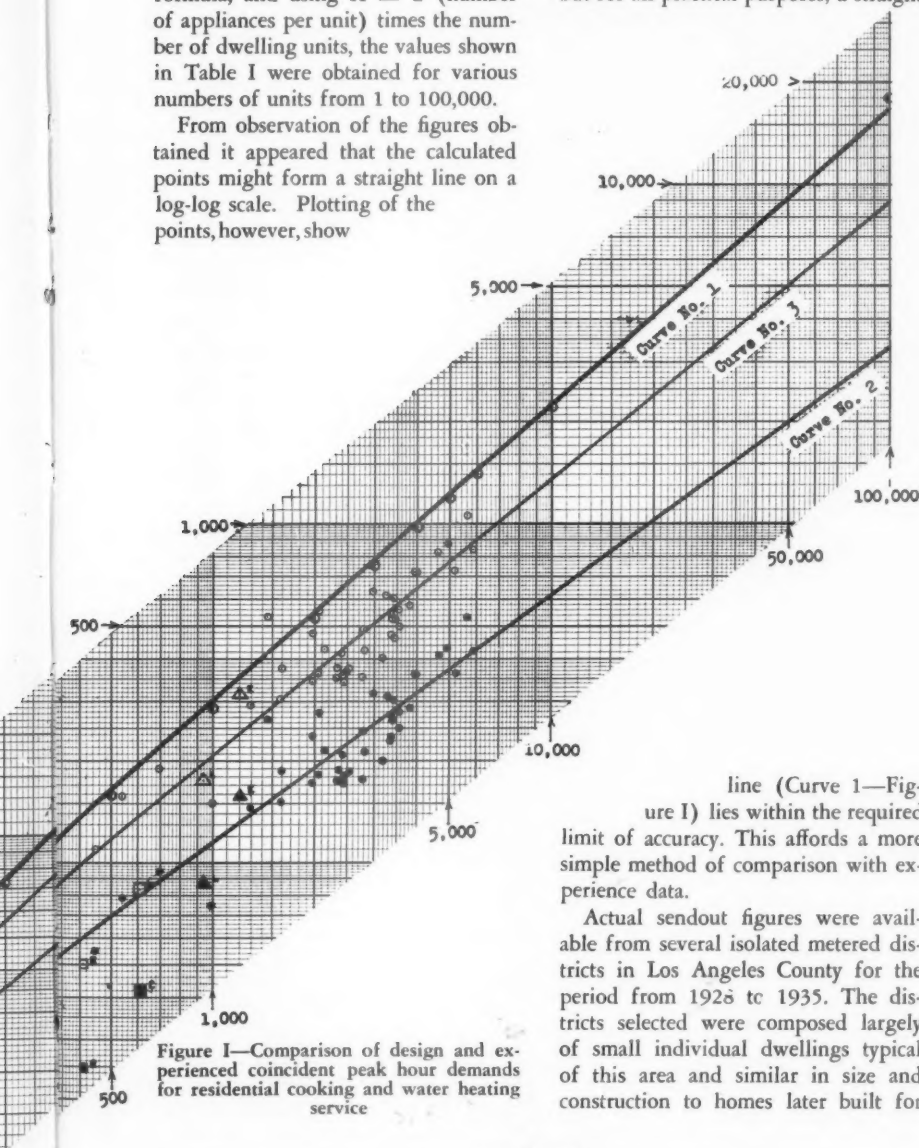 of appliances per unit) times the num-
ber of dwelling units, the values shown
in Table I were obtained for various
numbers of units from 1 to 100,000.
From observation of the figures ob-
tained it appeared that the calculated
points might form a straight line on a
log-log scale. Plotting of the
points, however, show
20,000
10,000
5,000
1,000
500
Curve No. 1
Curve No. 3
Curve No. 2
100,000
50,000
10,000
5,000
1,000
500
Figure I—Comparison of design and ex-
perienced coincident peak hour demands
for residential cooking and water heating
service
line (Curve 1—Fig-
ure I) lies within the required
limit of accuracy. This affords a more
simple method of comparison with ex-
perience data.
Actual sendout figures were avail-
able from several isolated metered dis-
tricts in Los Angeles County for the
period from 1928 to 1935. The dis-
tricts selected were composed largely
of small individual dwellings typical
of this area and similar in size and
construction to homes later built for